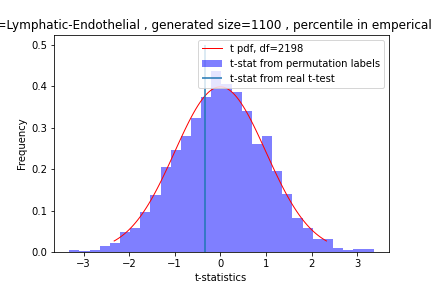 =Lymphatic-Endothelial , generated size=1100 , percentile in emperical
0.5
0.4
0.3
0.2
0.1
0.0
Frequency
t pdf, df=2198
t-stat from permutation labels
t-stat from real t-test
−3 −2 −1 0 1 2 3
t-statistics